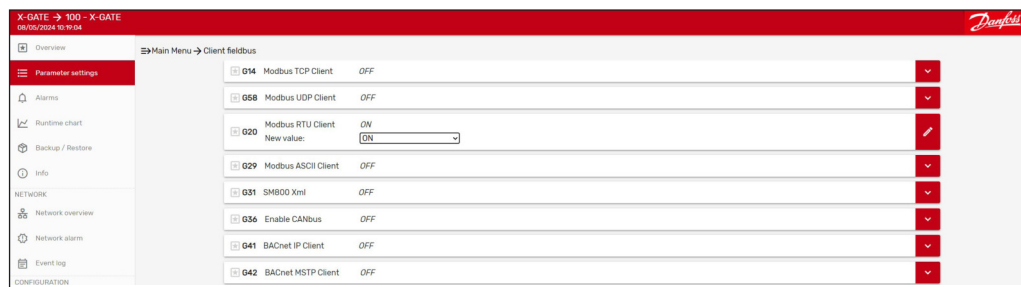 X-GATE → 100 - X-GATE
08/05/2024 10:19:04
Danfoss
Overview
Main Menu → Client fieldbus
Parameter settings
Alarms
Runtime chart
Backup / Restore
Info
NETWORK
Network overview
Network alarm
Event log
CONFIGURATION
G14 Modbus TCP Client OFF
G58 Modbus UDP Client OFF
G20 Modbus RTU Client ON
New value: ON
G29 Modbus ASCII Client OFF
G31 SM800 Xml OFF
G36 Enable CANbus OFF
G41 BACnet IP Client OFF
G42 BACnet MSTP Client OFF